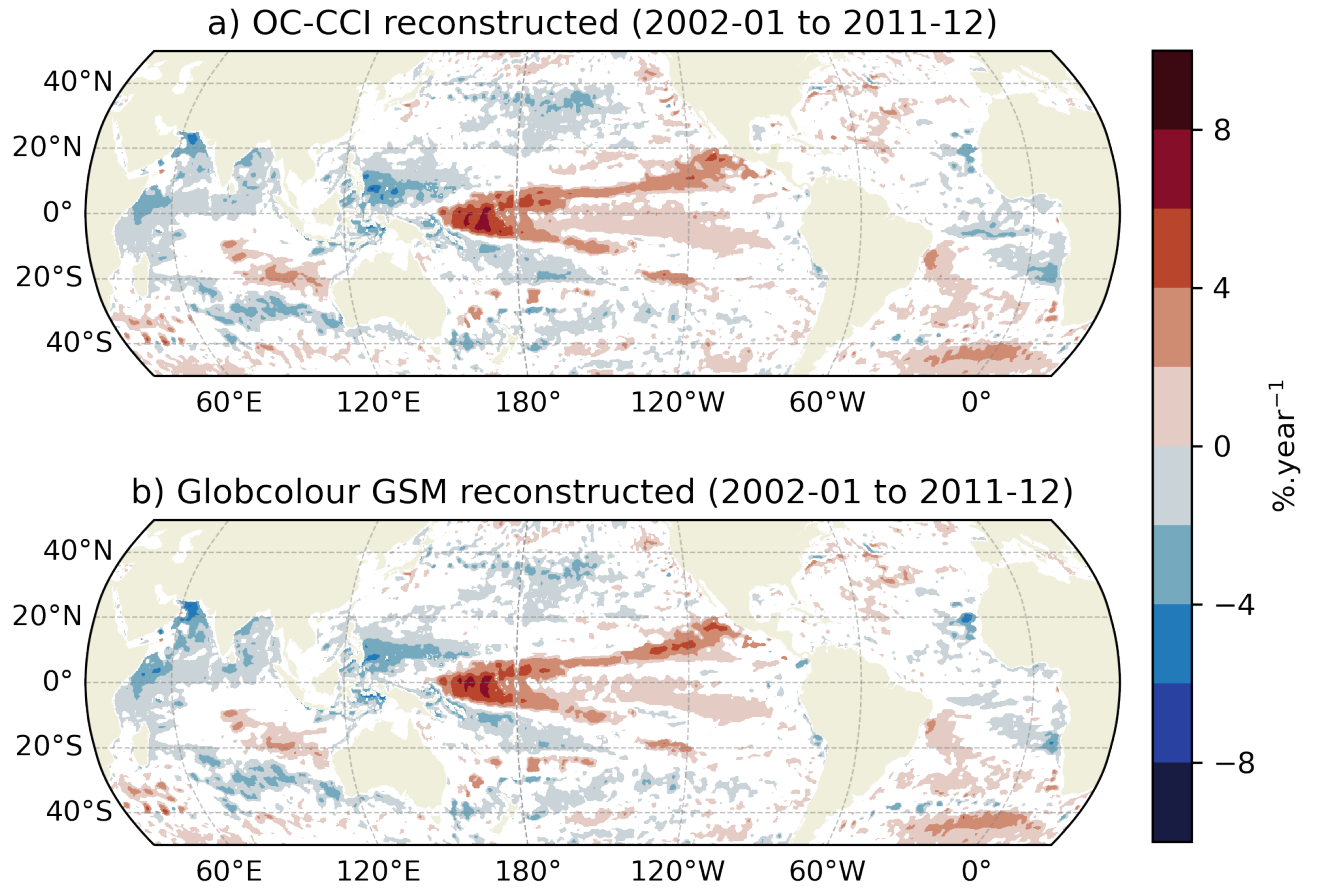 a) OC-CCI reconstructed (2002-01 to 2011-12)
40°N
20°N
0°
20°S
40°S
60°E 120°E 180° 120°W 60°W 0°
b) Globcolour GSM reconstructed (2002-01 to 2011-12)
40°N
20°N
0°
20°S
40°S
60°E 120°E 180° 120°W 60°W 0°
8
4
0
−4
−8
%.year⁻¹